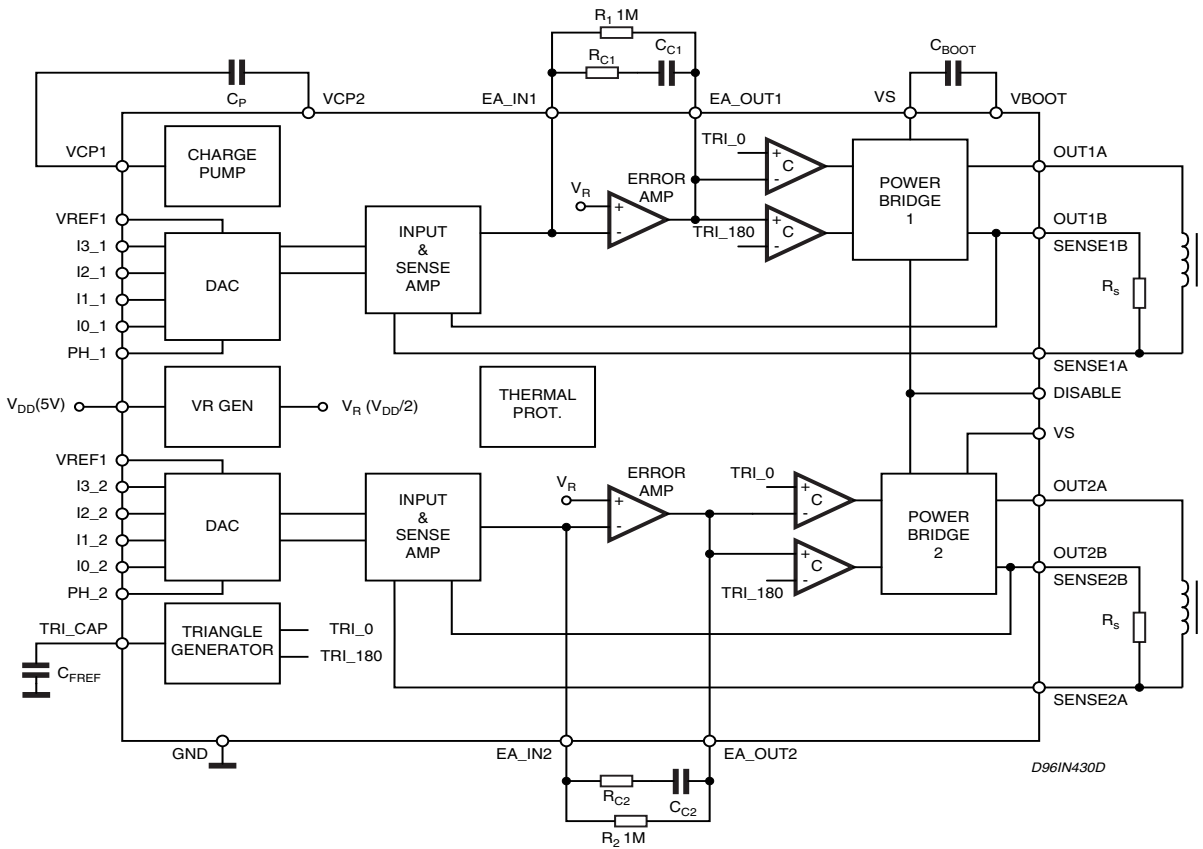 R1 1M
RC1
CC1
CBOOT
CP
VCP2
EA_IN1
EA_OUT1
VS
VBOOT
VCP1
CHARGE
PUMP
TRI_0
+
-
C
OUT1A
VREF1
VR
ERROR
AMP
+
-
POWER
BRIDGE
1
I3_1
I2_1
I1_1
I0_1
PH_1
DAC
INPUT
&
SENSE
AMP
TRI_180
+
-
C
OUT1B
SENSE1B
Rs
SENSE1A
VDD(5V)
VR GEN
VR (VDD/2)
THERMAL
PROT.
DISABLE
VS
VREF1
I3_2
I2_2
I1_2
I0_2
PH_2
DAC
INPUT
&
SENSE
AMP
VR
ERROR
AMP
+
-
TRI_0
+
-
C
POWER
BRIDGE
2
OUT2A
TRI_180
+
-
C
OUT2B
SENSE2B
Rs
TRI_CAP
TRIANGLE
GENERATOR
TRI_0
TRI_180
CFREF
SENSE2A
GND
EA_IN2
EA_OUT2
D96IN430D
RC2
CC2
R2 1M